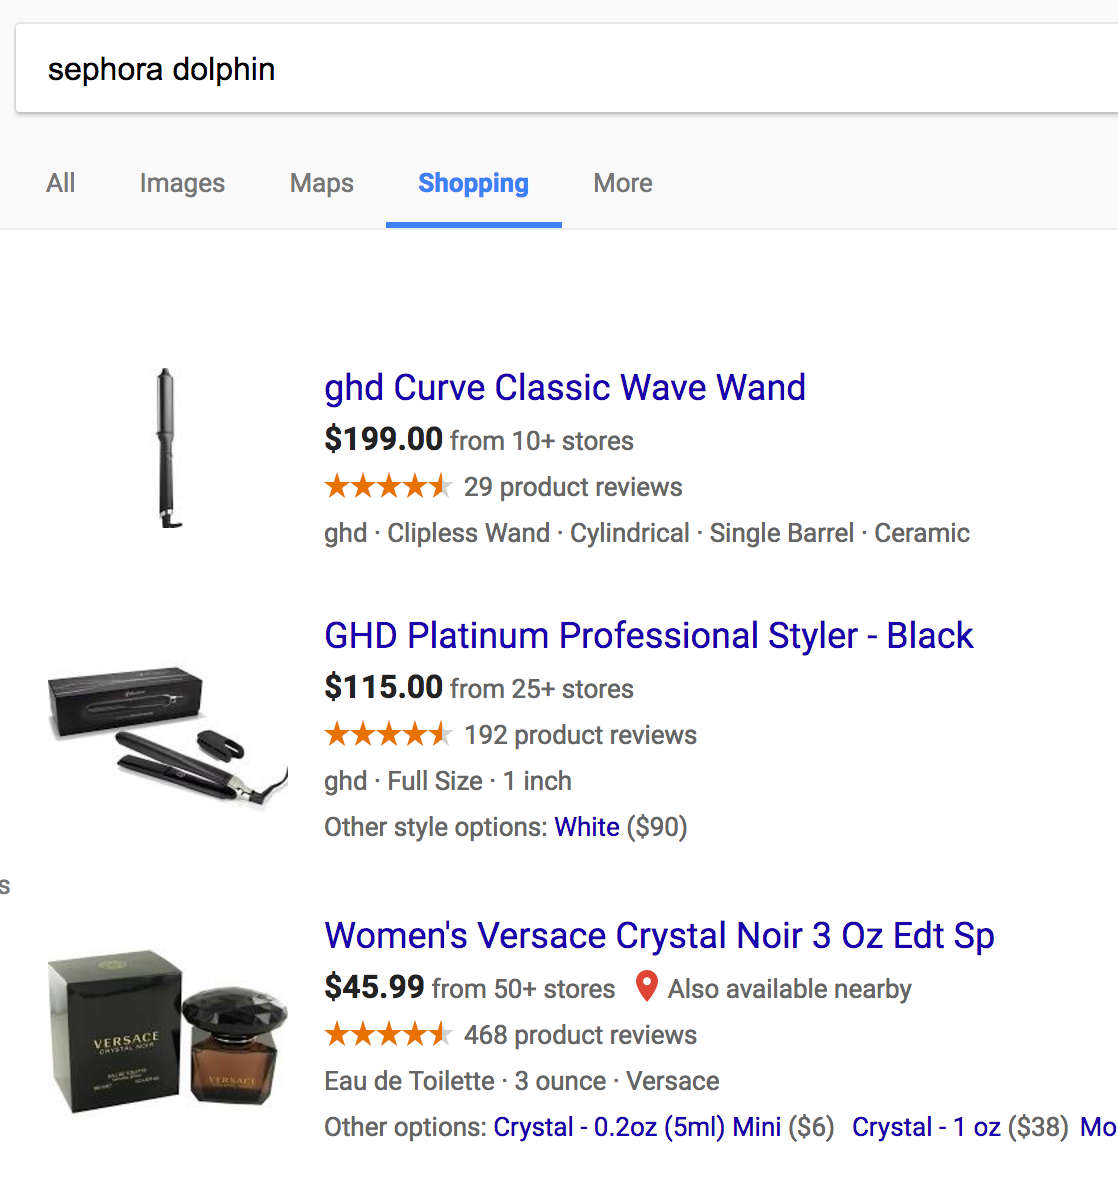 sephora dolphin
All Images Maps Shopping More
ghd Curve Classic Wave Wand
$199.00 from 10+ stores
29 product reviews
ghd · Clipless Wand · Cylindrical · Single Barrel · Ceramic
GHD Platinum Professional Styler - Black
$115.00 from 25+ stores
192 product reviews
ghd · Full Size · 1 inch
Other style options: White ($90)
s
Women's Versace Crystal Noir 3 Oz Edt Sp
$45.99 from 50+ stores Also available nearby
468 product reviews
Eau de Toilette · 3 ounce · Versace
Other options: Crystal - 0.2oz (5ml) Mini ($6) Crystal - 1 oz ($38) Mo
VERSACE
CRYSTAL NOIR
EAU DE TOILETTE
VERSACE